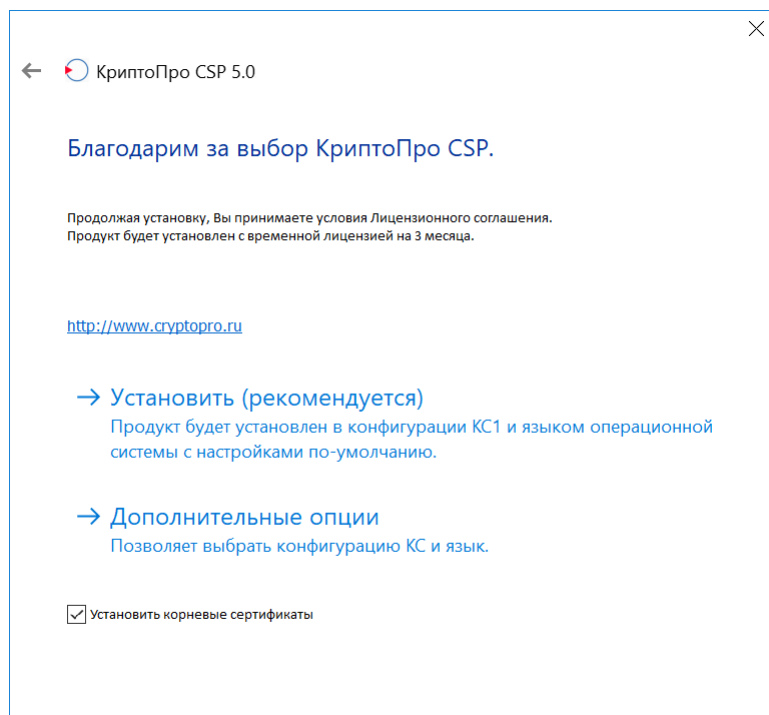 КриптоПро CSP 5.0
Благодарим за выбор КриптоПро CSP.
Продолжая установку, Вы принимаете условия Лицензионного соглашения.
Продукт будет установлен с временной лицензией на 3 месяца.
http://www.cryptopro.ru
Установить (рекомендуется)
Продукт будет установлен в конфигурации КС1 и языком операционной
системы с настройками по-умолчанию.
Дополнительные опции
Позволяет выбрать конфигурацию КС и язык.
Установить корневые сертификаты